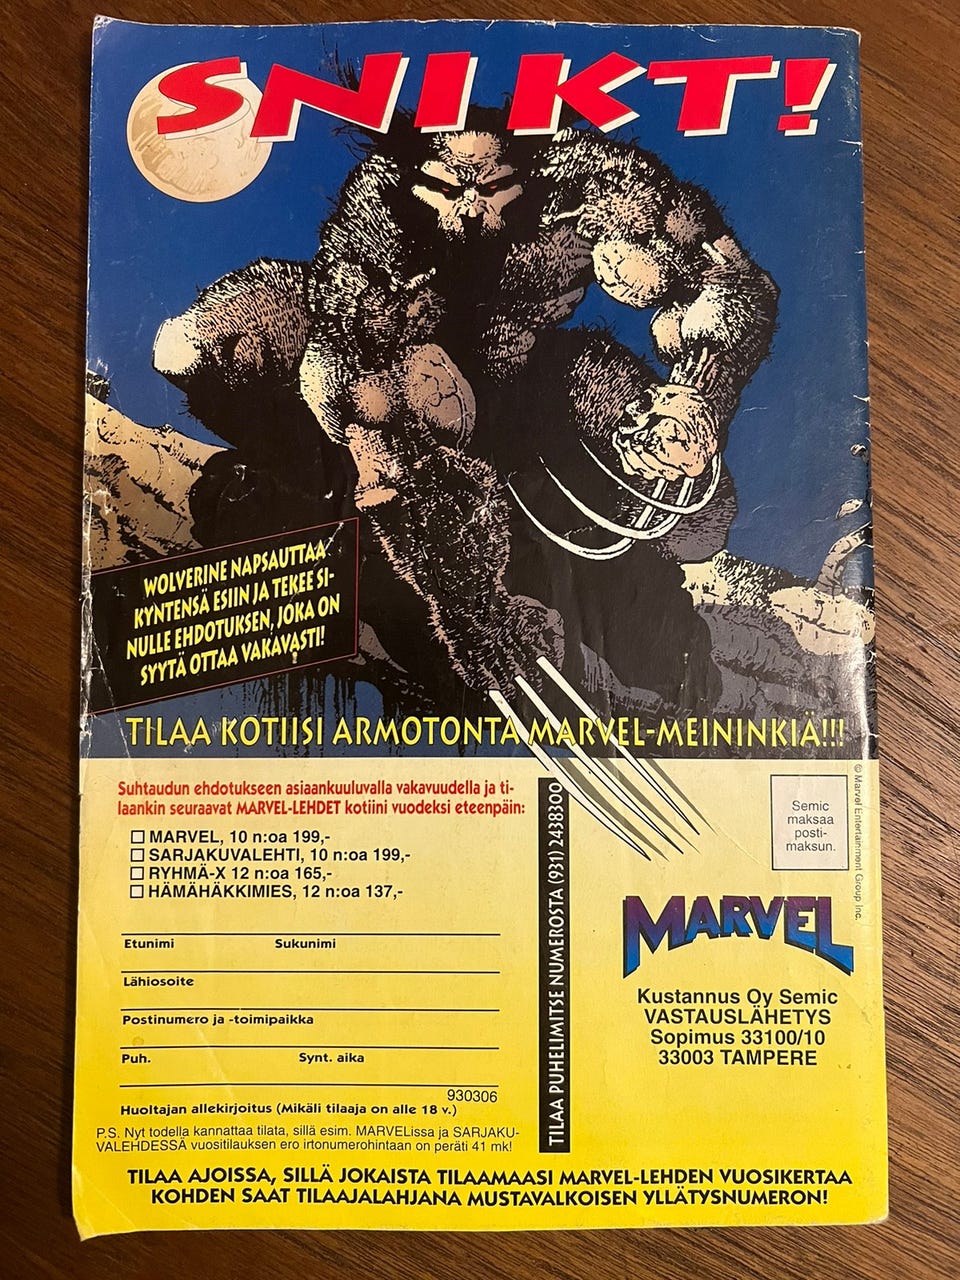 SNIKT!
WOLVERINE NAPSAUTTAA
KYNTENSÄ ESIIN JA TEKEE SI-
NULLE EHDOTUKSEN, JOKA ON
SYYTÄ OTTAA VAKAVASTI!
TILAA KOTIISI ARMOTONTA MARVEL-MEININKIÄ!!!
Suhtaudun ehdotukseen asiaankuuluvalla vakavuudella ja ti-
laankin seuraavat MARVEL-LEHDET kotiini vuodeksi eteenpäin:
MARVEL, 10 n:oa 199,-
SARJAKUVALEHTI, 10 n:oa 199,-
RYHMÄ-X 12 n:oa 165,-
HÄMÄHÄKKIMIES, 12 n:oa 137,-
Etunimi Sukunimi
Lähiosoite
Postinumero ja -toimipaikka
Puh. Synt. aika
930306
Huoltajan allekirjoitus (Mikäli tilaaja on alle 18 v.)
P.S. Nyt todella kannattaa tilata, sillä esim. MARVELissa ja SARJAKU-
VALEHDESSÄ vuositilauksen ero irtonumerohintaan on peräti 41 mk!
TILAA PUHELIMITSE NUMEROSTA (931) 2438300
Semic
maksaa
posti-
maksun.
© Marvel Entertainment Group Inc.
MARVEL
Kustannus Oy Semic
VASTAUSLÄHETYS
Sopimus 33100/10
33003 TAMPERE
TILAA AJOISSA, SILLÄ JOKAISTA TILAAMAASI MARVEL-LEHDEN VUOSIKERTAA
KOHDEN SAAT TILAAJALAHJANA MUSTAVALKOISEN YLLÄTYSNUMERON!